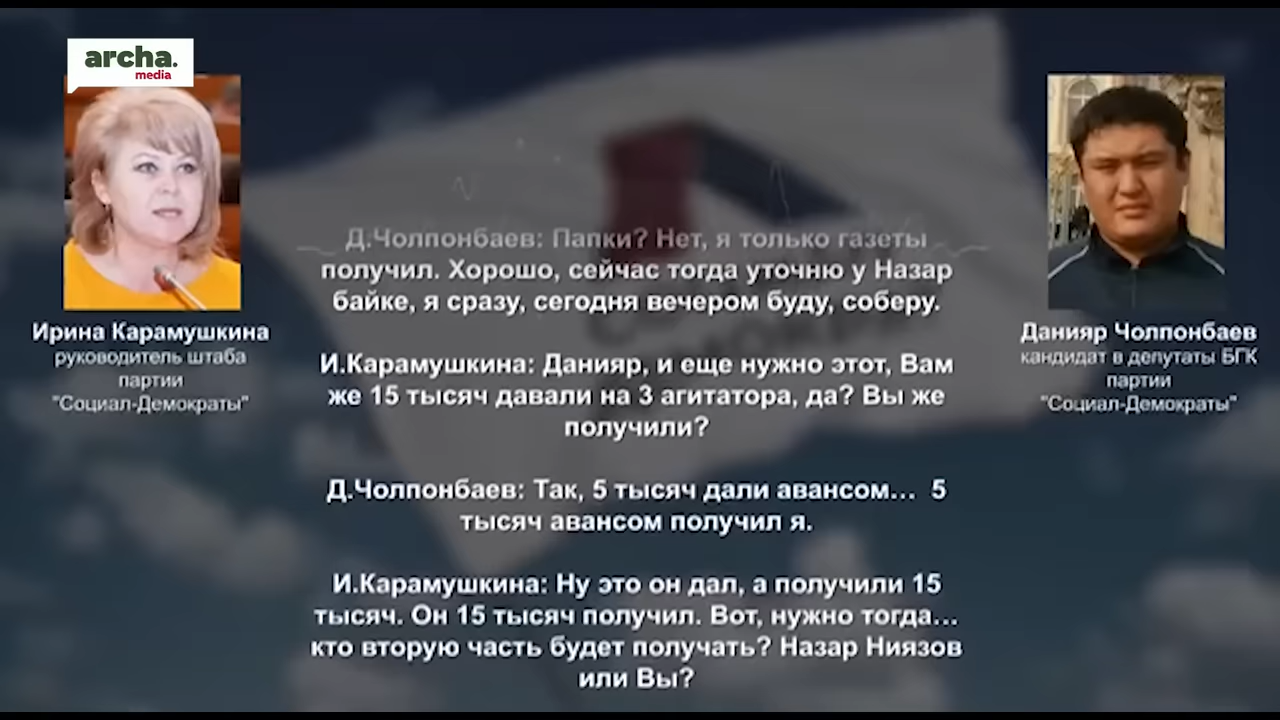 archa.
media
Ирина Карамушкина
руководитель штаба
партии
"Социал-Демократы"
Данияр Чолпонбаев
кандидат в депутаты БГК
партии
"Социал-Демократы"
Д.Чолпонбаев: Папки? Нет, я только газеты
получил. Хорошо, сейчас тогда уточню у Назар
байке, я сразу, сегодня вечером буду, соберу.
И.Карамушкина: Данияр, и еще нужно этот, Вам
же 15 тысяч давали на 3 агитатора, да? Вы же
получили?
Д.Чолпонбаев: Так, 5 тысяч дали авансом... 5
тысяч авансом получил я.
И.Карамушкина: Ну это он дал, а получили 15
тысяч. Он 15 тысяч получил. Вот, нужно тогда...
кто вторую часть будет получать? Назар Ниязов
или Вы?